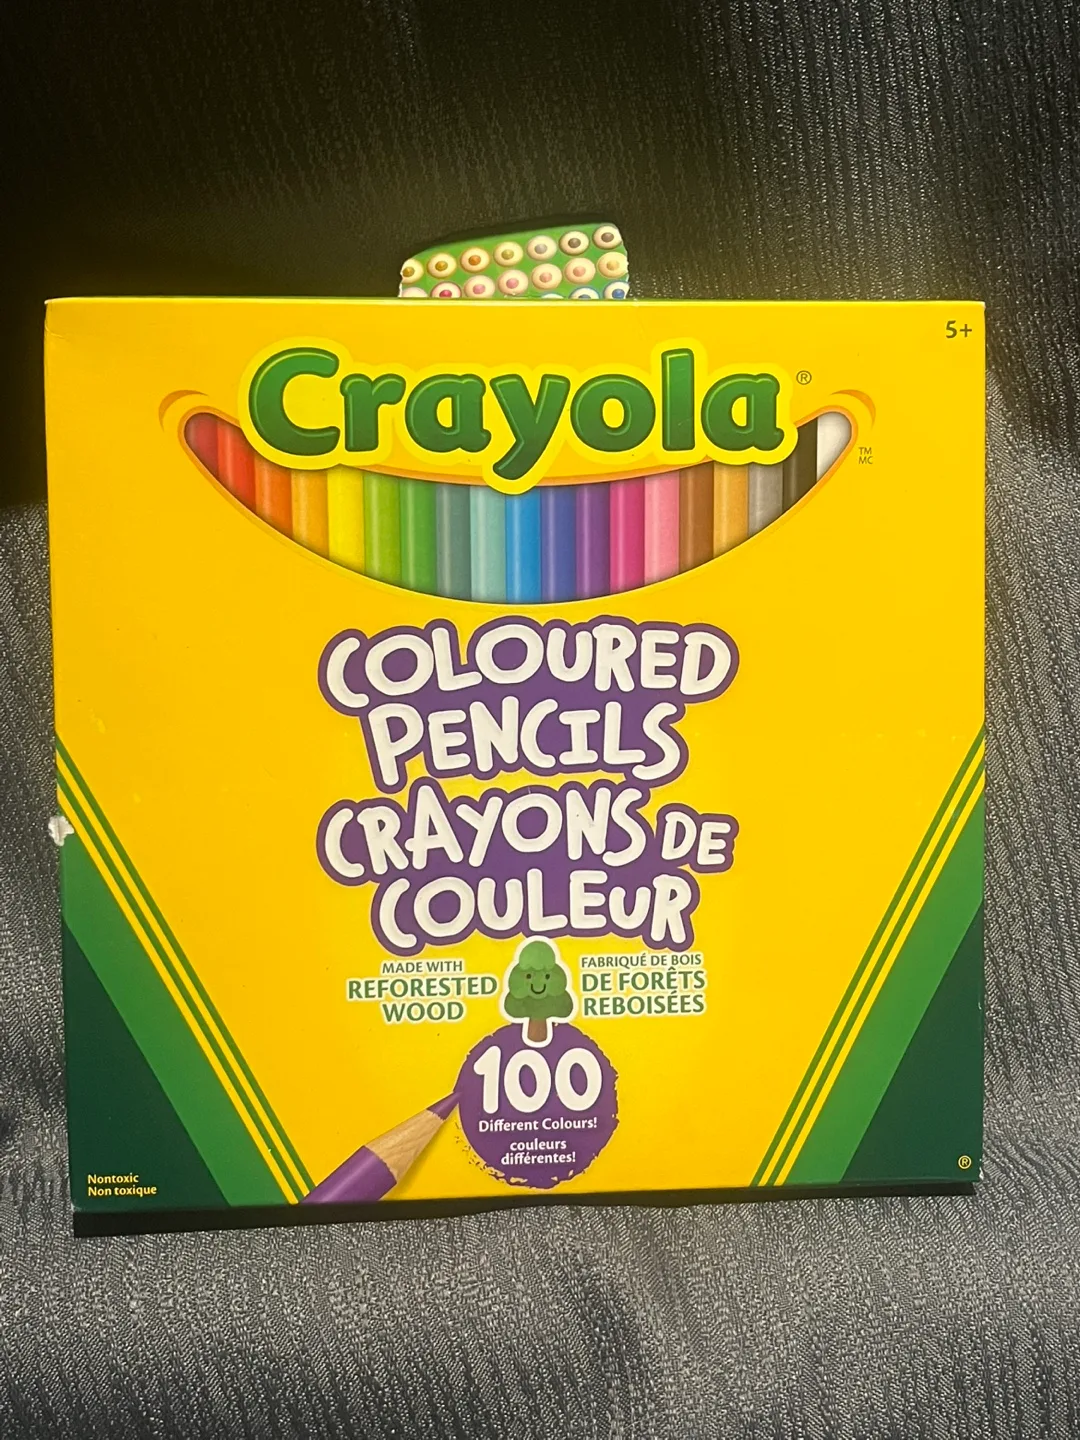 5+
Crayola®
TM
MC
COLOURED
PENCILS
CRAYONS DE
COULEUR
MADE WITH
REFORESTED
WOOD
FABRIQUÉ DE BOIS
DE FORÊTS
REBOISÉES
100
Different Colours!
couleurs
différentes!
Nontoxic
Non toxique
®